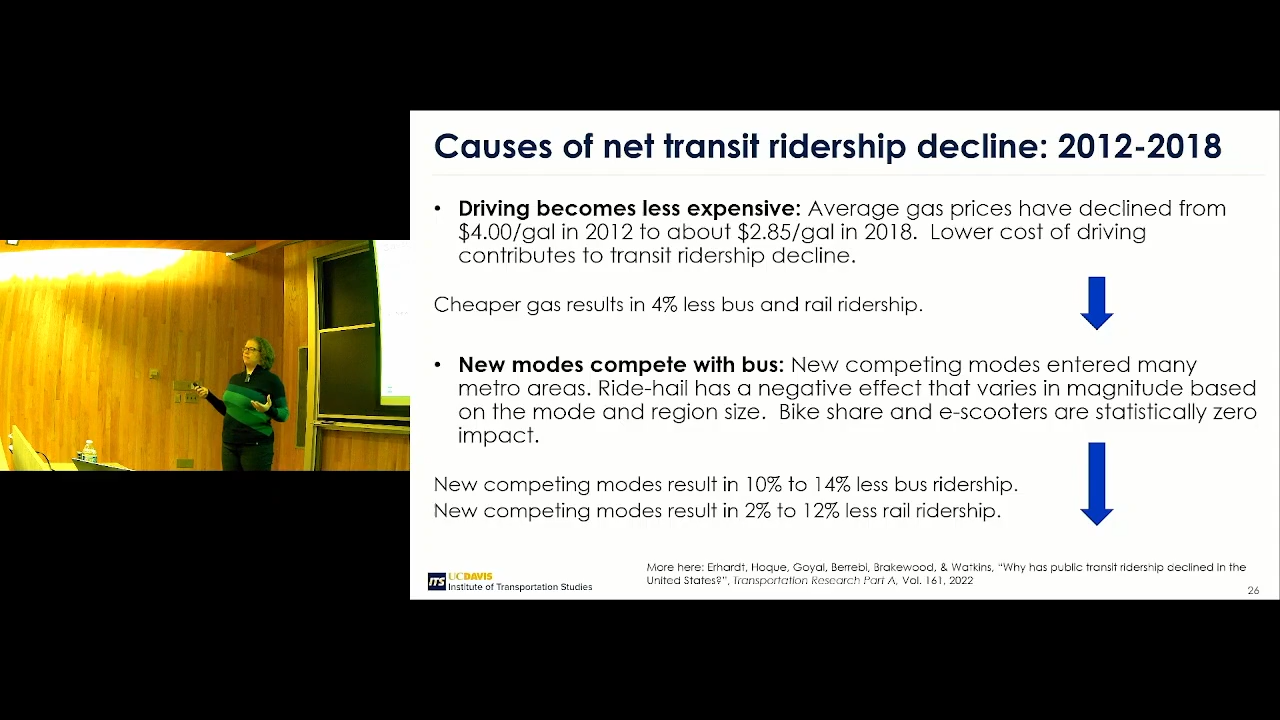 Causes of net transit ridership decline: 2012-2018
• Driving becomes less expensive: Average gas prices have declined from
$4.00/gal in 2012 to about $2.85/gal in 2018. Lower cost of driving
contributes to transit ridership decline.
Cheaper gas results in 4% less bus and rail ridership.
• New modes compete with bus: New competing modes entered many
metro areas. Ride-hail has a negative effect that varies in magnitude based
on the mode and region size. Bike share and e-scooters are statistically zero
impact.
New competing modes result in 10% to 14% less bus ridership.
New competing modes result in 2% to 12% less rail ridership.
More here: Erhardt, Hoque, Goyal, Berrebi, Brakewood, & Watkins, “Why has public transit ridership declined in the
United States?”, Transportation Research Part A, Vol. 161, 2022
ITS UCDAVIS
Institute of Transportation Studies
26